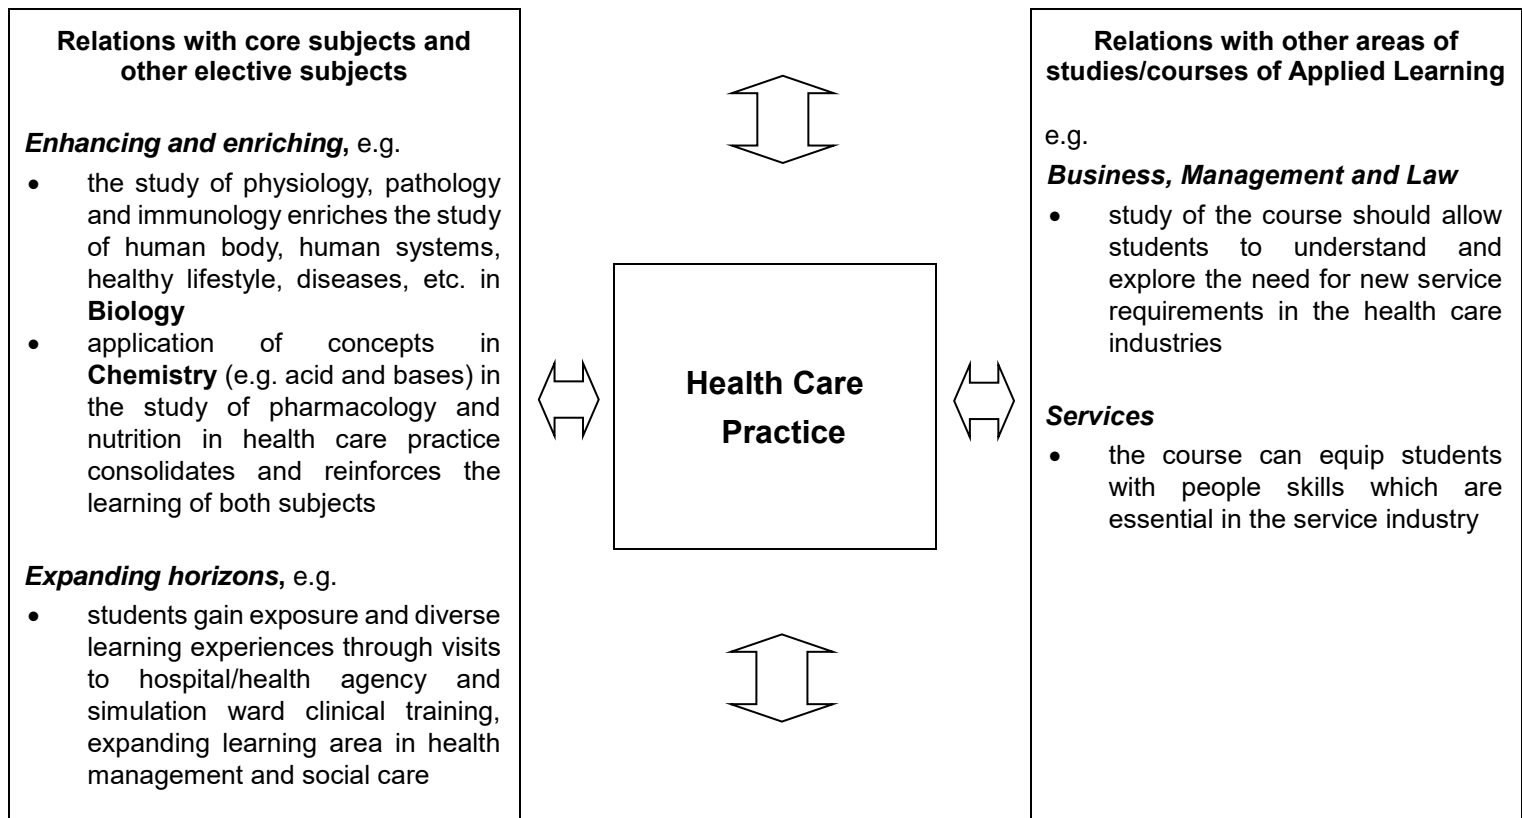 Relations with core subjects and
other elective subjects
Enhancing and enriching, e.g.
• the study of physiology, pathology
and immunology enriches the study
of human body, human systems,
healthy lifestyle, diseases, etc. in
Biology
• application of concepts in
Chemistry (e.g. acid and bases) in
the study of pharmacology and
nutrition in health care practice
consolidates and reinforces the
learning of both subjects
Expanding horizons, e.g.
• students gain exposure and diverse
learning experiences through visits
to hospital/health agency and
simulation ward clinical training,
expanding learning area in health
management and social care
Health Care
Practice
Relations with other areas of
studies/courses of Applied Learning
e.g.
Business, Management and Law
• study of the course should allow
students to understand and
explore the need for new service
requirements in the health care
industries
Services
• the course can equip students
with people skills which are
essential in the service industry